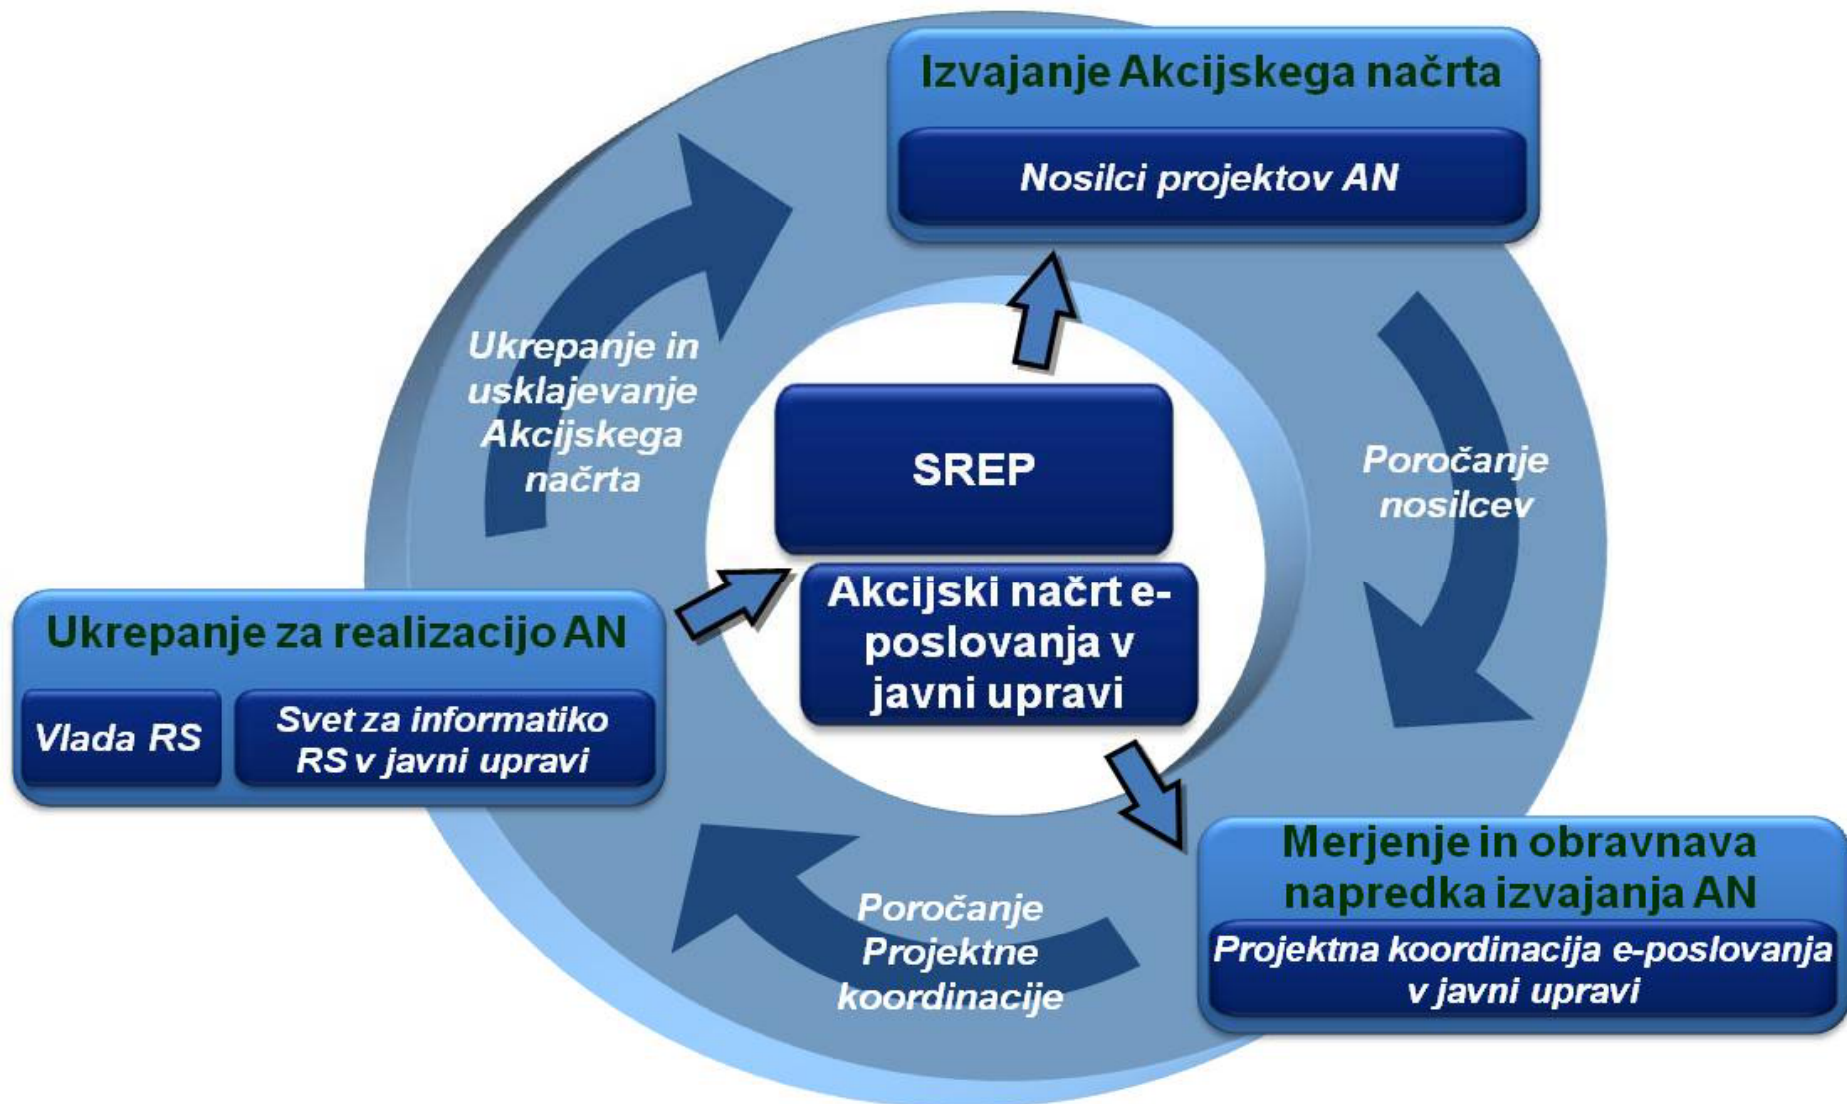 Izvajanje Akcijskega načrta
Nosilci projektov AN
Ukrepanje in
usklajevanje
Akcijskega
načrta
SREP
Poročanje
nosilcev
Akcijski načrt e-
poslovanja v
javni upravi
Ukrepanje za realizacijo AN
Vlada RS
Svet za informatiko
RS v javni upravi
Merjenje in obravnava
napredka izvajanja AN
Projektna koordinacija e-poslovanja
v javni upravi
Poročanje
Projektne
koordinacije